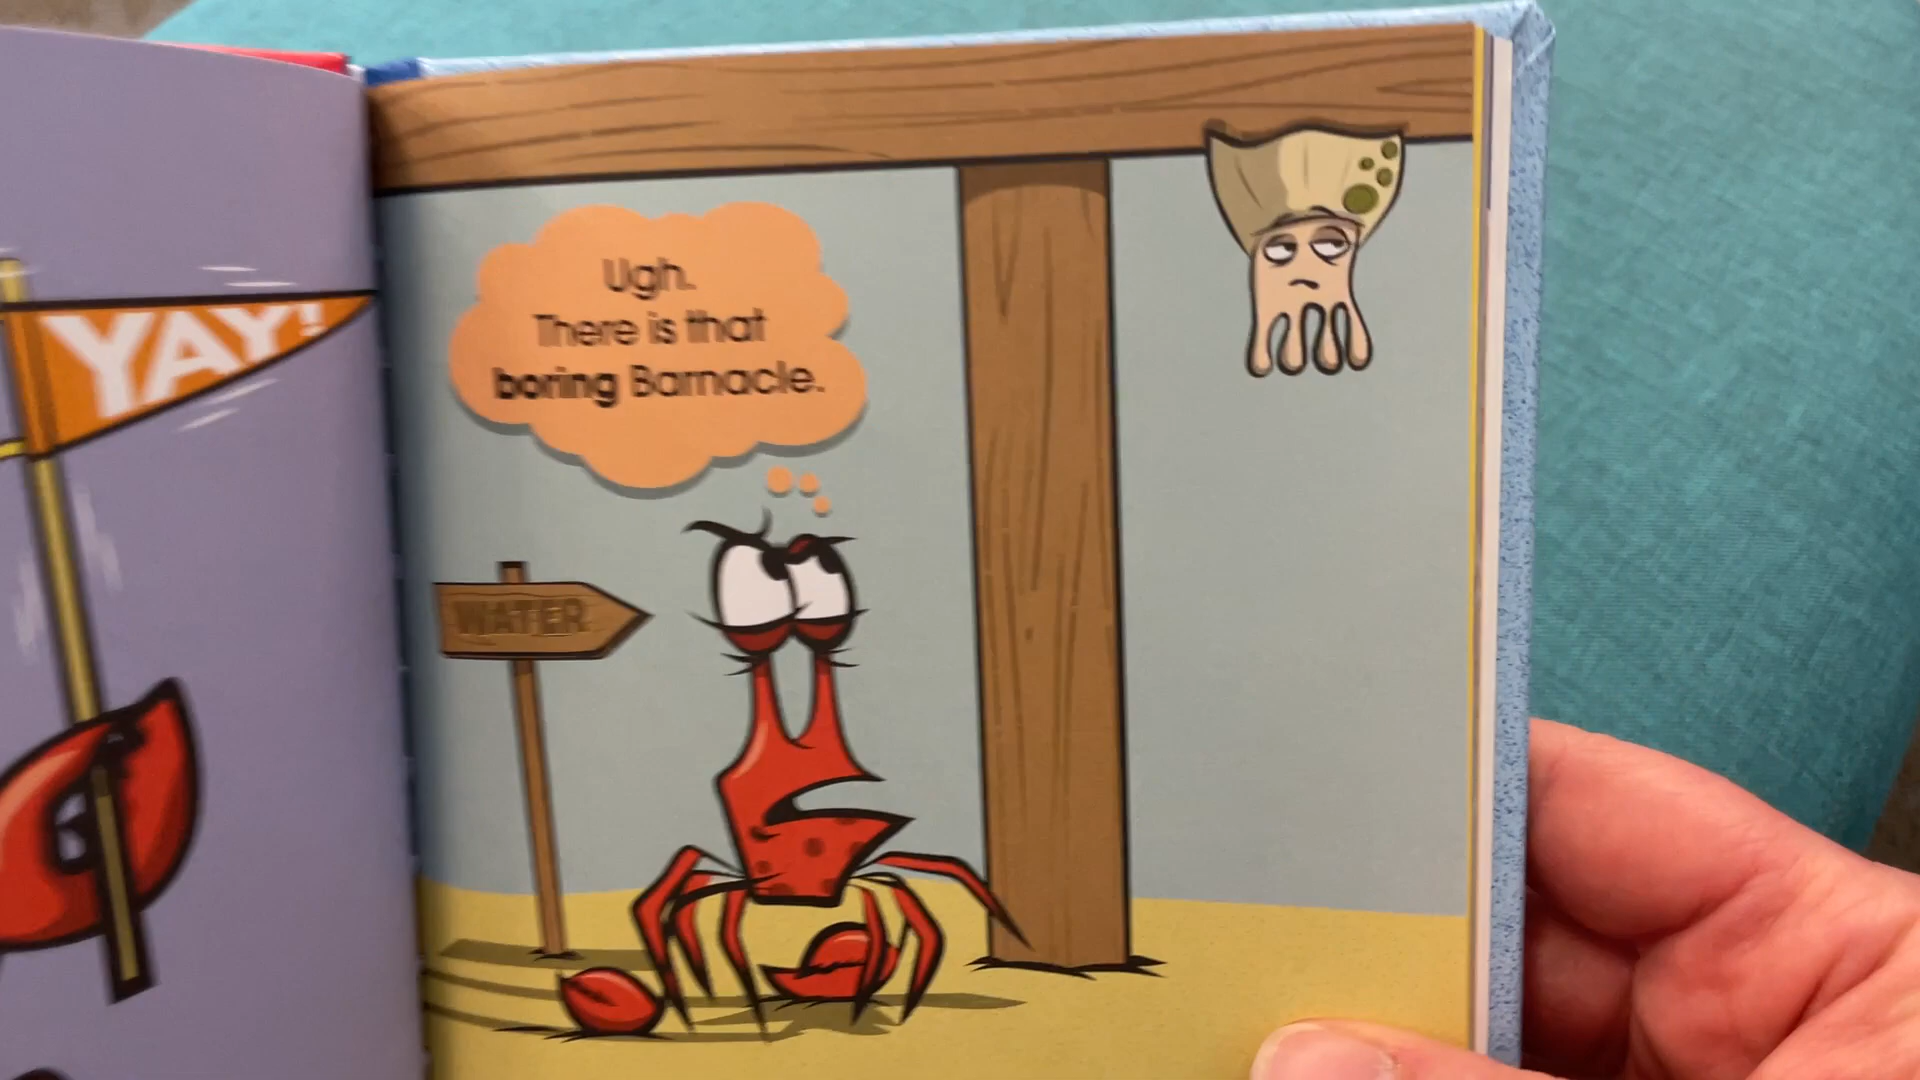 YAY!
Ugh.
There is that
boring Barnacle.
WATER